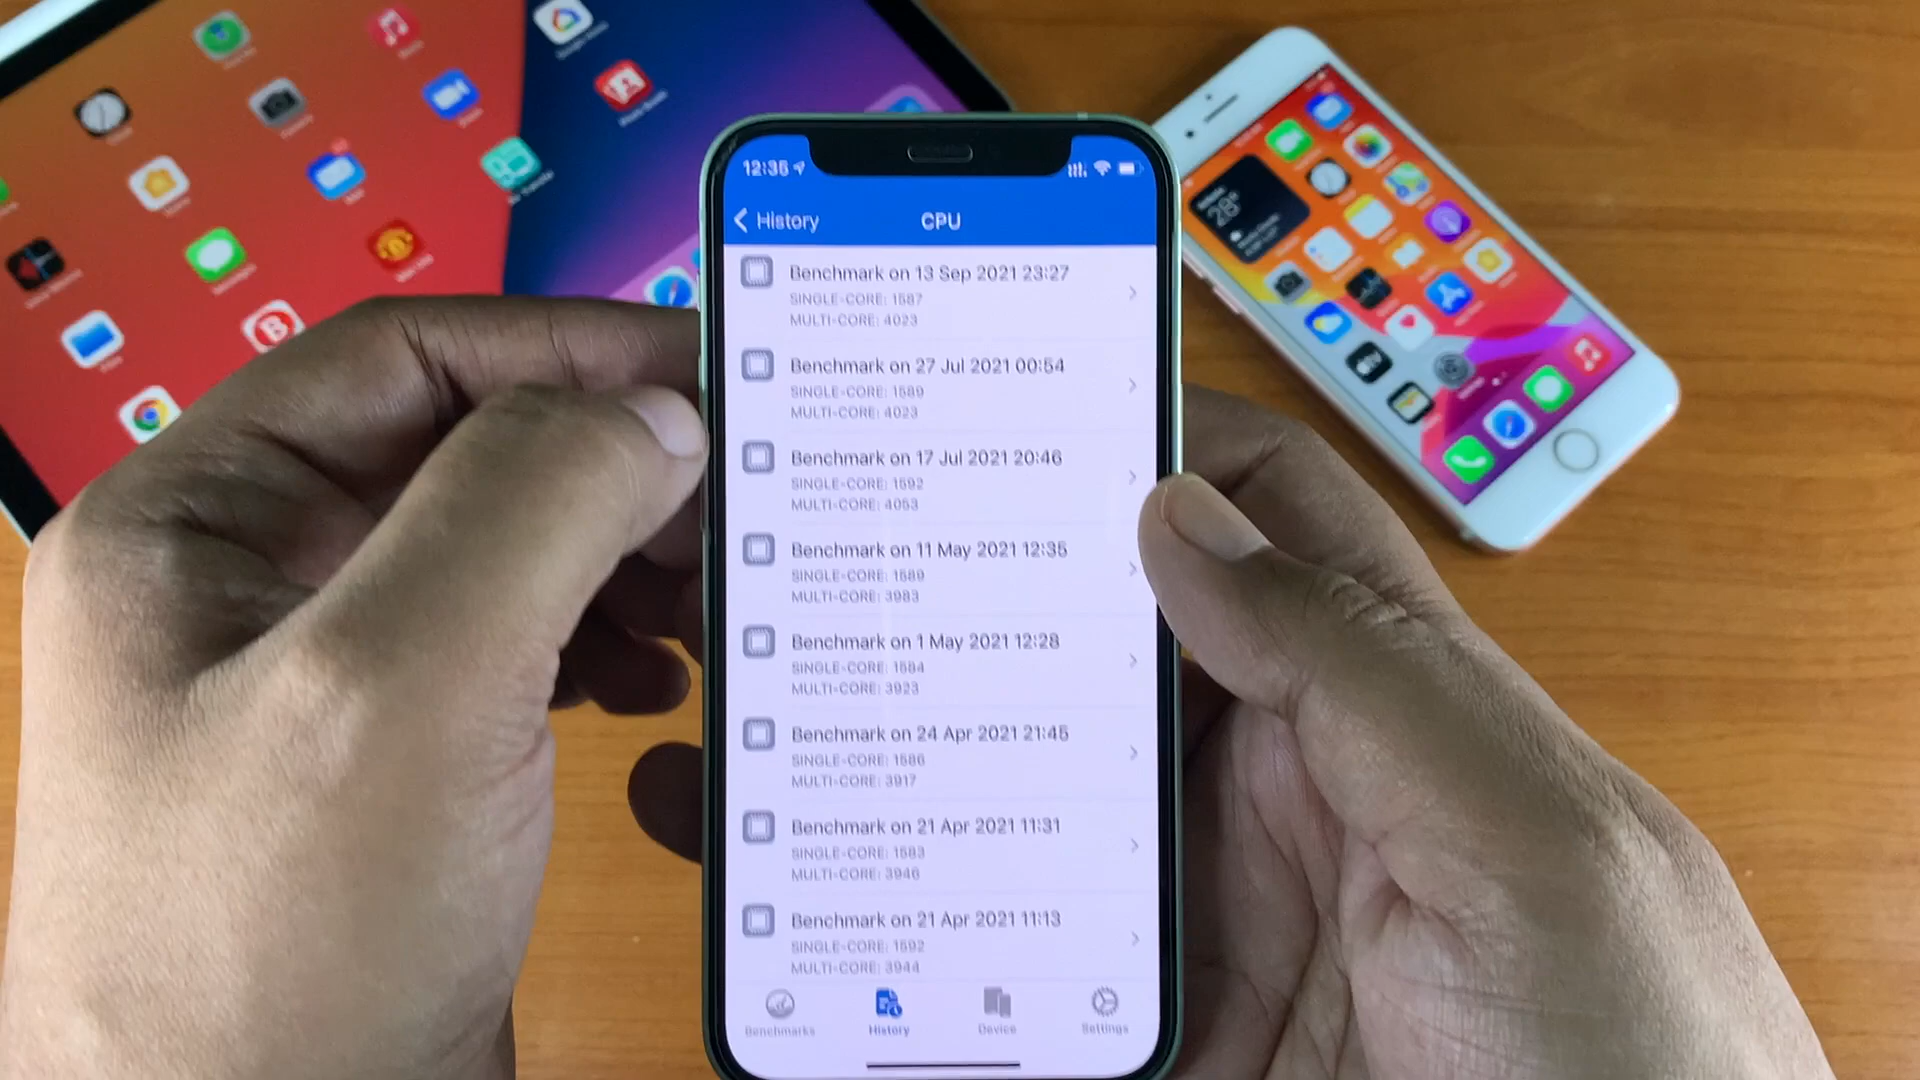 12:35
History
CPU
Benchmark on 13 Sep 2021 23:27
SINGLE-CORE: 1587
MULTI-CORE: 4023
Benchmark on 27 Jul 2021 00:54
SINGLE-CORE: 1589
MULTI-CORE: 4023
Benchmark on 17 Jul 2021 20:46
SINGLE-CORE: 1592
MULTI-CORE: 4053
Benchmark on 11 May 2021 12:35
SINGLE-CORE: 1589
MULTI-CORE: 3983
Benchmark on 1 May 2021 12:28
SINGLE-CORE: 1584
MULTI-CORE: 3923
Benchmark on 24 Apr 2021 21:45
SINGLE-CORE: 1586
MULTI-CORE: 3917
Benchmark on 21 Apr 2021 11:31
SINGLE-CORE: 1583
MULTI-CORE: 3946
Benchmark on 21 Apr 2021 11:13
SINGLE-CORE: 1592
MULTI-CORE: 3944
Benchmarks
History
Device
Settings
28°